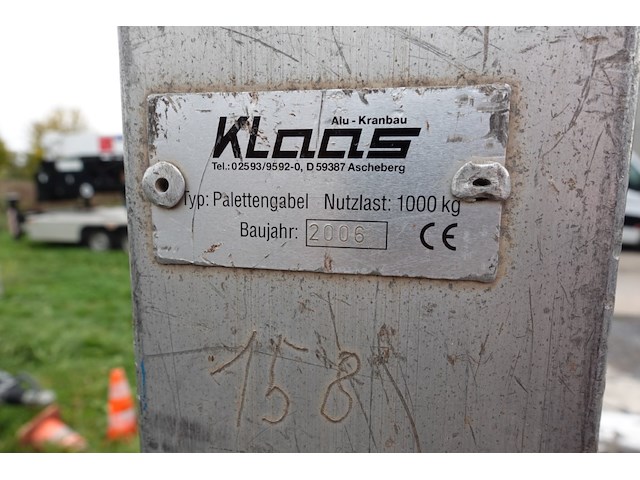 Alu - Kranbau
Klaas
Tel.: 02593/9592-0, D 59387 Ascheberg
Typ: Palettengabel Nutzlast: 1000 kg
Baujahr: 2006 CE
158